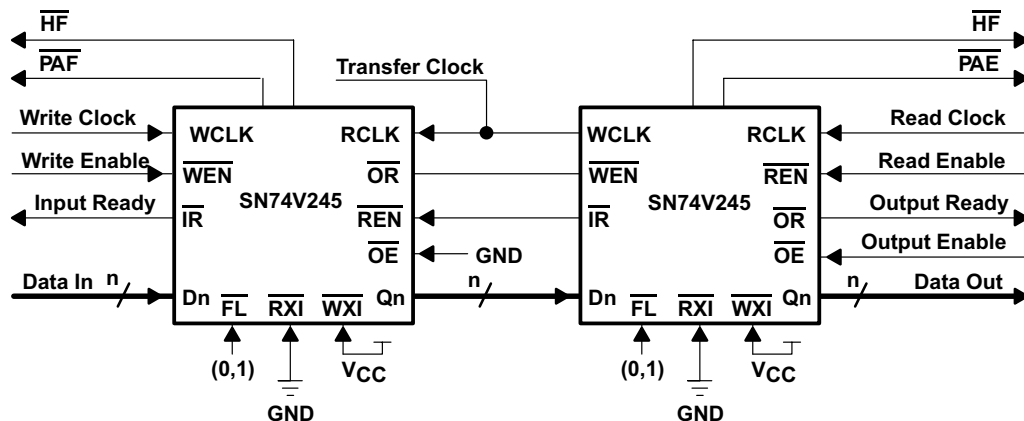 HF HF
PAF Transfer Clock PAE
Write Clock WCLK RCLK WCLK RCLK Read Clock
Write Enable WEN OR WEN REN Read Enable
SN74V245 SN74V245
Input Ready IR REN IR OR Output Ready
OE GND OE Output Enable
Data In n Dn Qn n Dn Qn n Data Out
FL RXI WXI FL RXI WXI
(0,1) VCC (0,1) VCC
GND GND